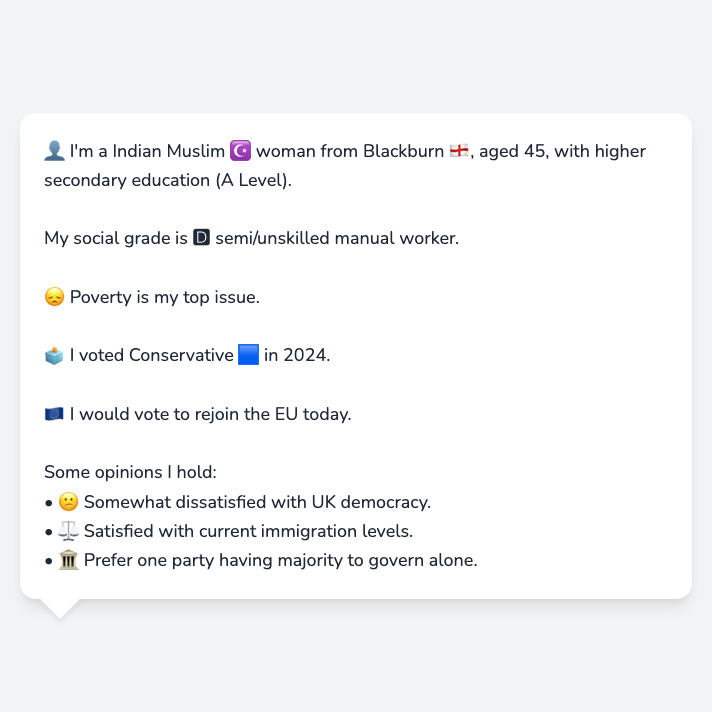 👤 I'm a Indian Muslim ☪️ woman from Blackburn 🏴󠁧󠁢󠁥󠁮󠁧󠁿, aged 45, with higher
secondary education (A Level).
My social grade is 🅳 semi/unskilled manual worker.
😞 Poverty is my top issue.
🗳️ I voted Conservative 🟦 in 2024.
🇪🇺 I would vote to rejoin the EU today.
Some opinions I hold:
• 🙁 Somewhat dissatisfied with UK democracy.
• ⚖️ Satisfied with current immigration levels.
• 🏛️ Prefer one party having majority to govern alone.